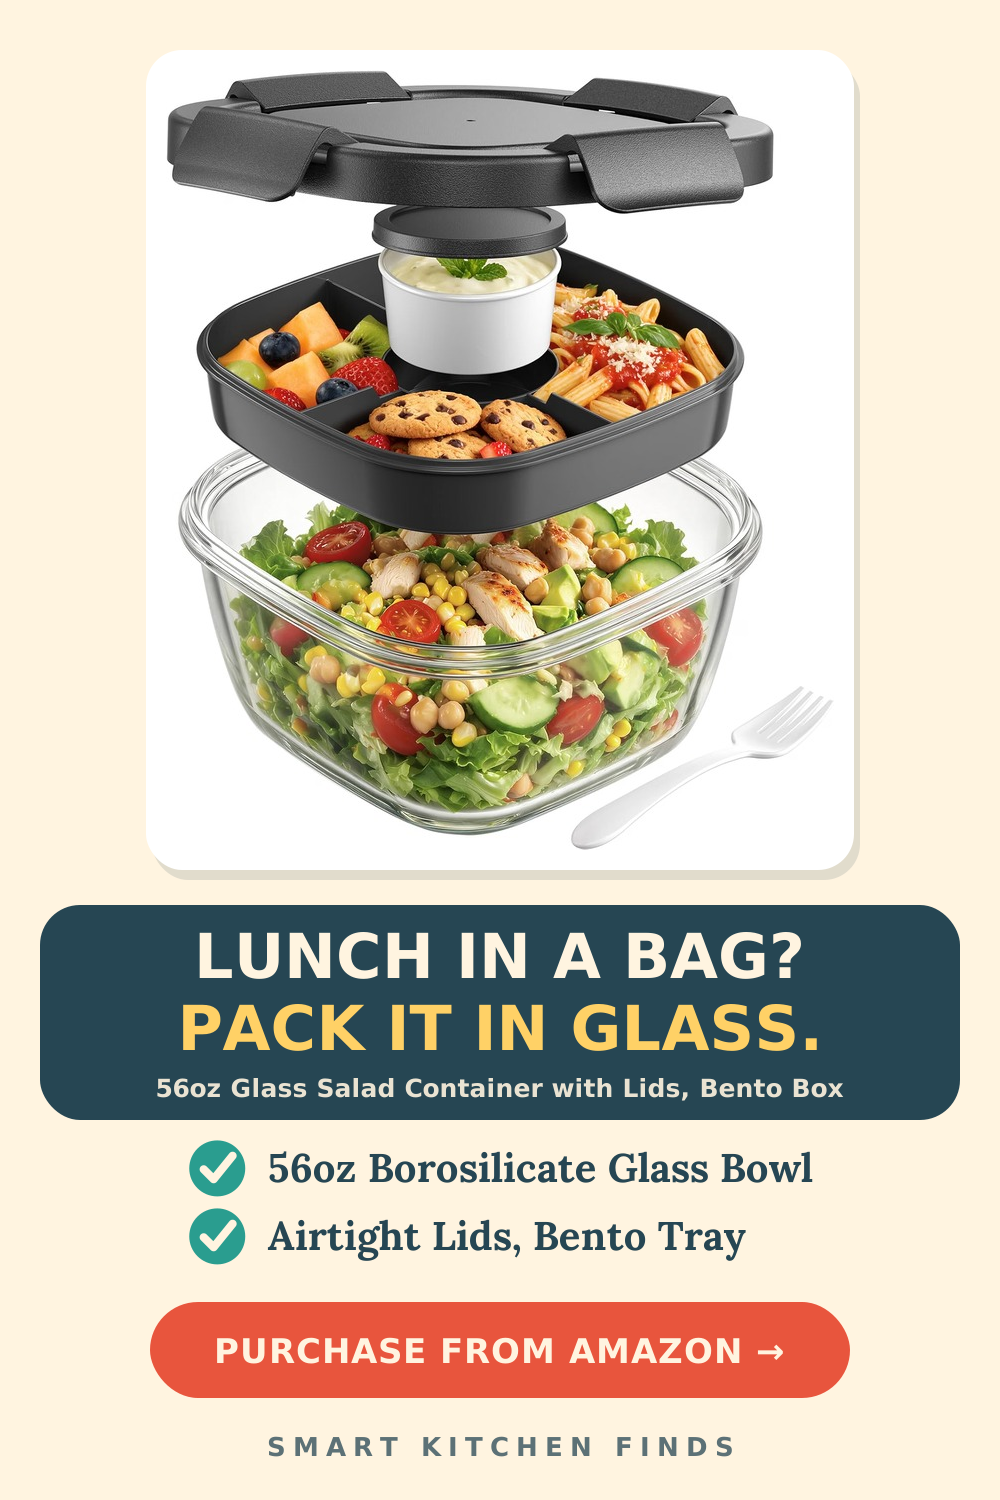 LUNCH IN A BAG?
PACK IT IN GLASS.
56oz Glass Salad Container with Lids, Bento Box
56oz Borosilicate Glass Bowl
Airtight Lids, Bento Tray
PURCHASE FROM AMAZON →
SMART KITCHEN FINDS